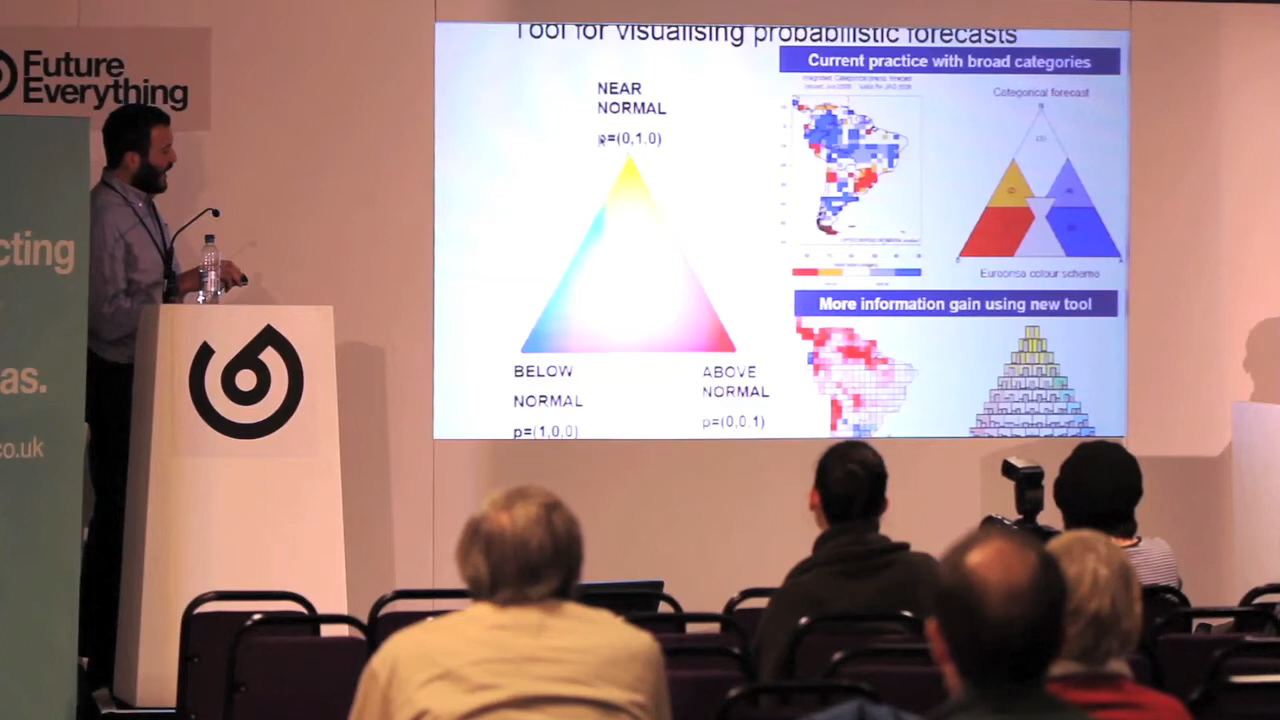 Future
Everything
cting
as.
co.uk
Tool for visualising probabilistic forecasts
NEAR
NORMAL
p=(0,1,0)
BELOW
NORMAL
p=(1,0,0)
ABOVE
NORMAL
p=(0,0,1)
Current practice with broad categories
Categorical forecast
Euroorisa colour scheme
More information gain using new tool